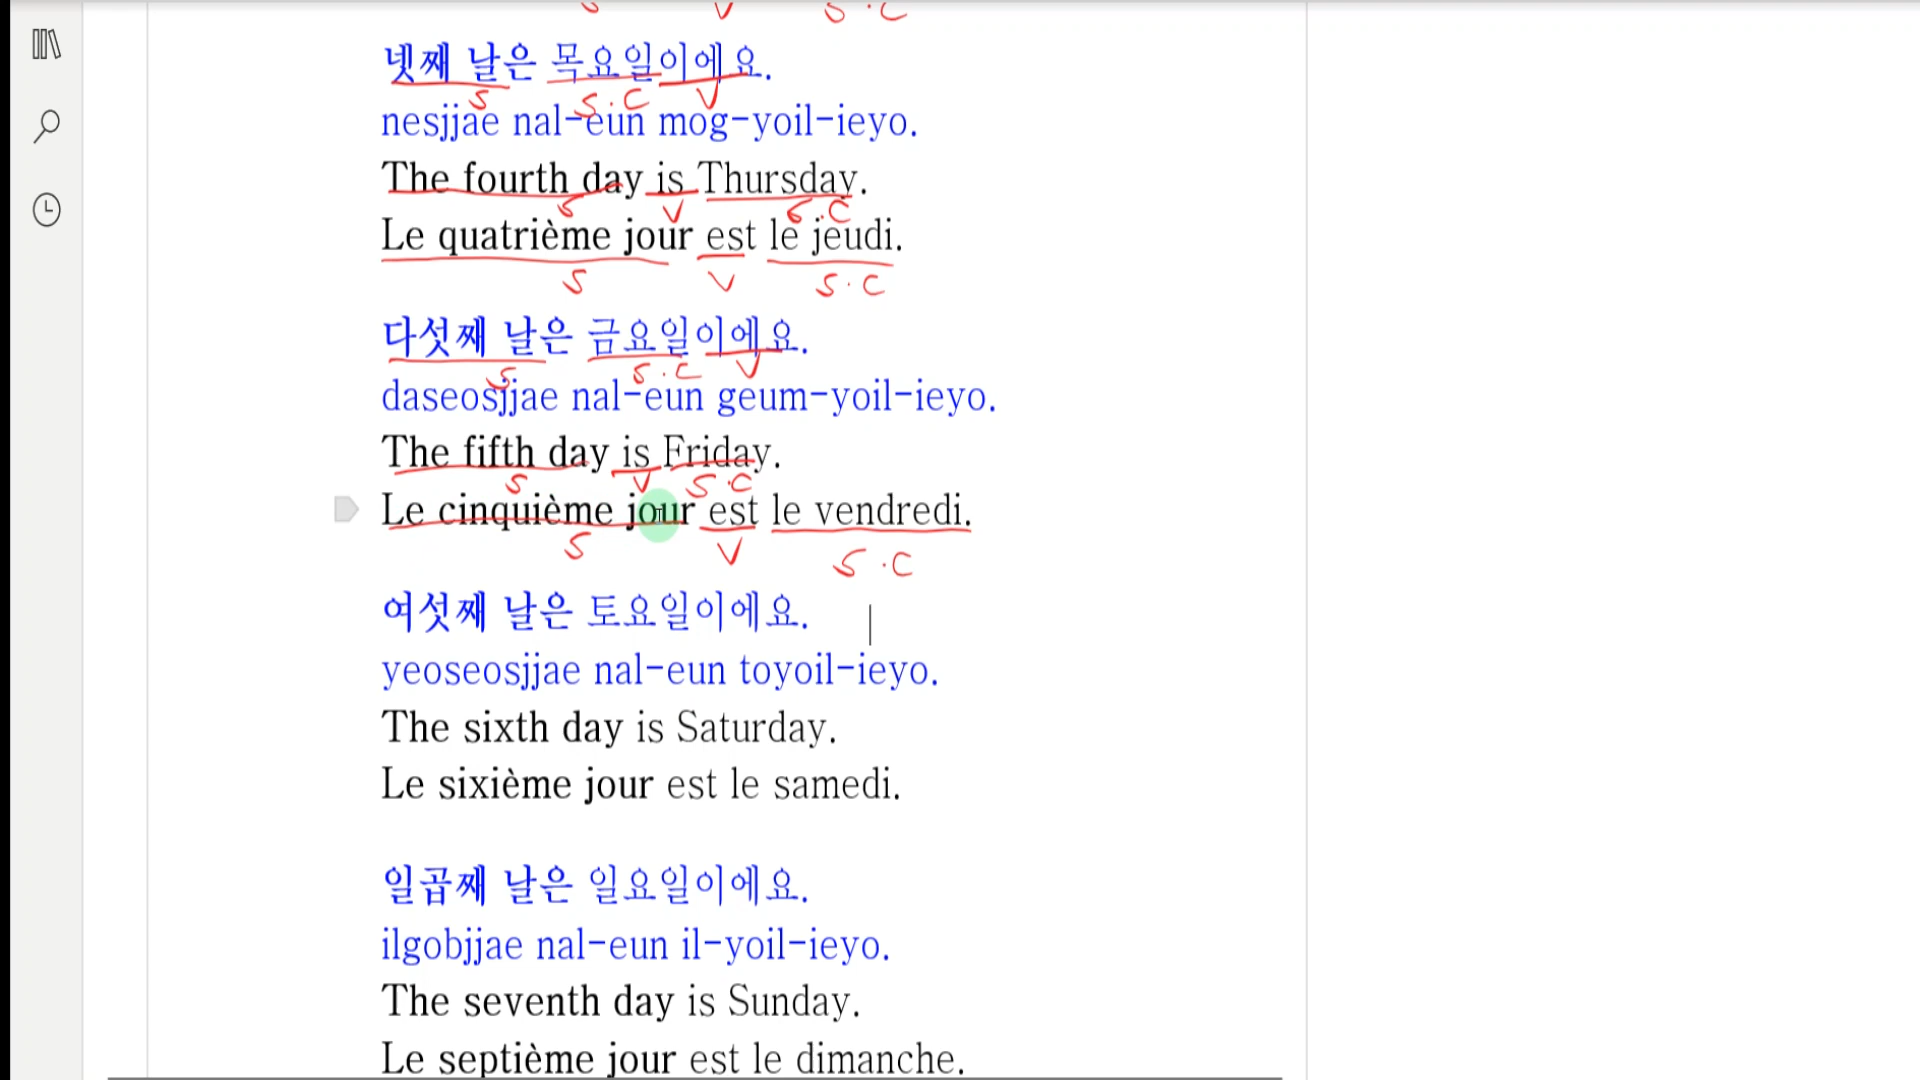 S V S.C
넷째 날은 목요일이에요.
S S.C V
nesjjae nal-eun mog-yoil-ieyo.
The fourth day is Thursday.
S V S.C
Le quatrième jour est le jeudi.
S V S.C
다섯째 날은 금요일이에요.
S S.C V
daseosjjae nal-eun geum-yoil-ieyo.
The fifth day is Friday.
S V S.C
Le cinquième jour est le vendredi.
S V S.C
여섯째 날은 토요일이에요.
yeoseosjjae nal-eun toyoil-ieyo.
The sixth day is Saturday.
Le sixième jour est le samedi.
일곱째 날은 일요일이에요.
ilgobjjae nal-eun il-yoil-ieyo.
The seventh day is Sunday.
Le septième jour est le dimanche.